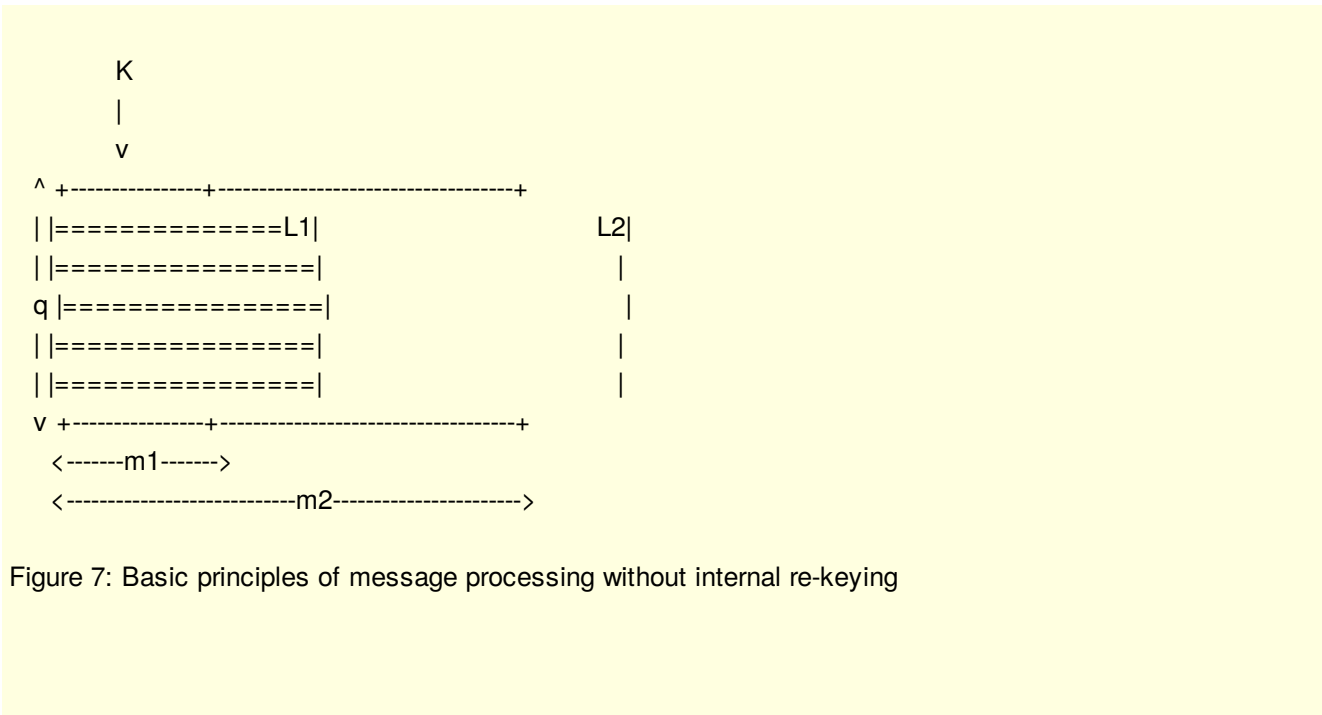 K
|
v
^ +----------------+------------------------------------+
| |==============L1| L2|
| |================| |
q |================| |
| |================| |
| |================| |
v +----------------+------------------------------------+
<-------m1------->
<----------------------------m2----------------------->
Figure 7: Basic principles of message processing without internal re-keying